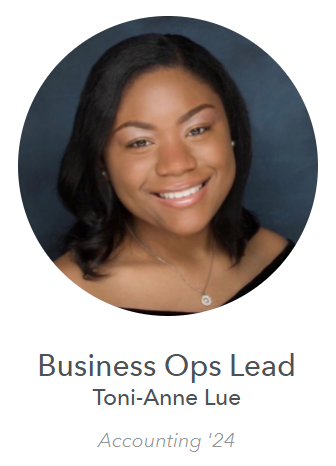 Business Ops Lead
Toni-Anne Lue
Accounting '24